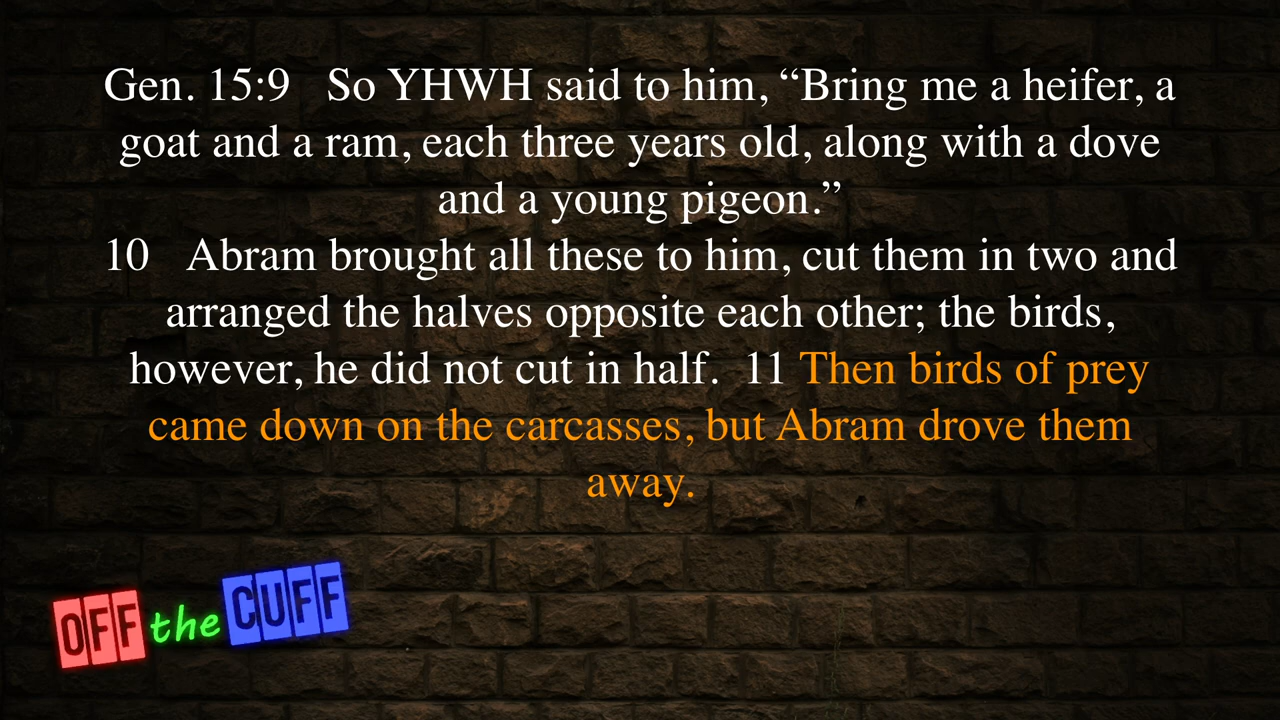 Gen. 15:9 So YHWH said to him, “Bring me a heifer, a
goat and a ram, each three years old, along with a dove
and a young pigeon.”
10 Abram brought all these to him, cut them in two and
arranged the halves opposite each other; the birds,
however, he did not cut in half. 11 Then birds of prey
came down on the carcasses, but Abram drove them
away.
OFF the CUFF